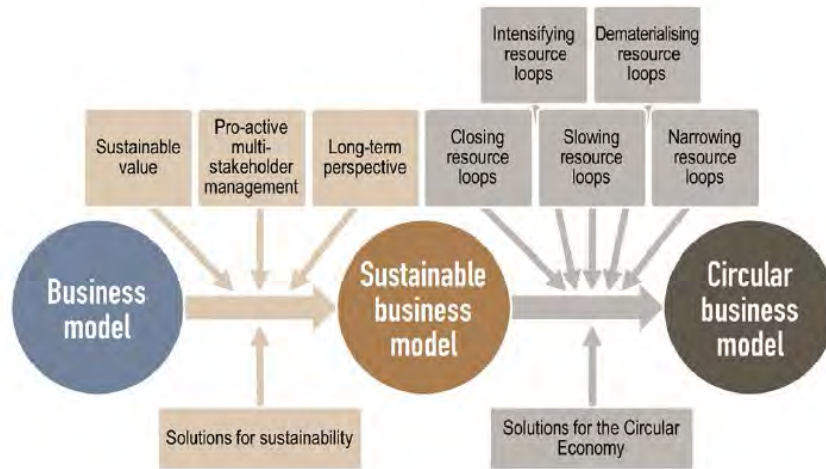 Intensifying
resource
loops
Dematerialising
resource
loops
Sustainable
value
Pro-active
multi-
stakeholder
management
Long-term
perspective
Closing
resource
loops
Slowing
resource
loops
Narrowing
resource
loops
Business
model
Sustainable
business
model
Circular
business
model
Solutions for sustainability
Solutions for the Circular
Economy